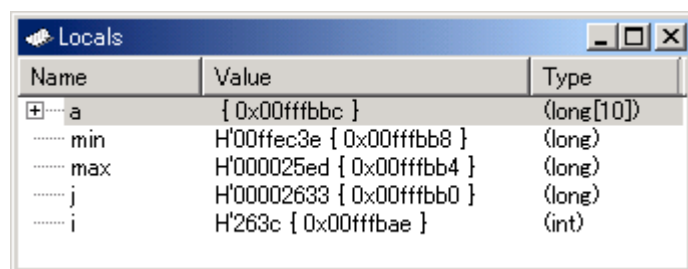 Locals
Name Value Type
a { 0x00fffbbc } (long[10])
min H'00ffec3e { 0x00fffbb8 } (long)
max H'000025ed { 0x00fffbb4 } (long)
j H'00002633 { 0x00fffbb0 } (long)
i H'263c { 0x00fffbae } (int)